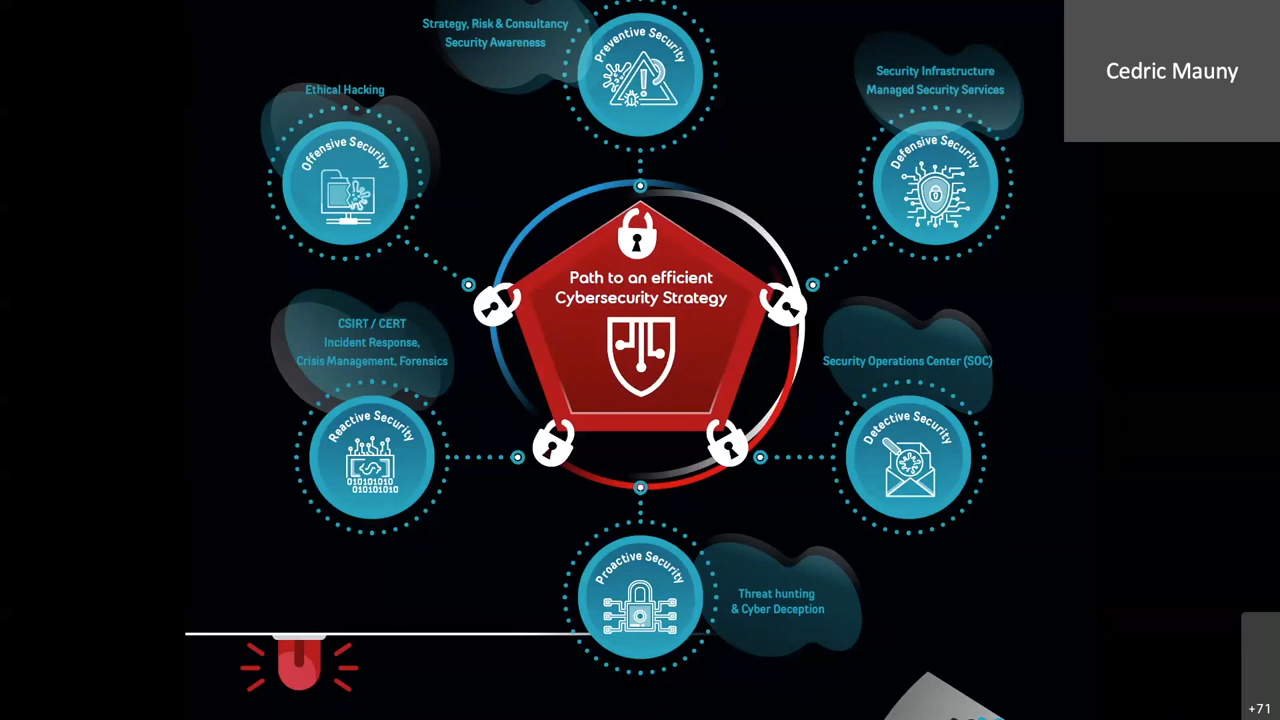 Strategy, Risk & Consultancy
Security Awareness
Preventive Security
Cedric Mauny
Security Infrastructure
Managed Security Services
Defensive Security
Ethical Hacking
Offensive Security
Path to an efficient
Cybersecurity Strategy
CSIRT / CERT
Incident Response,
Crisis Management, Forensics
Reactive Security
010101010
010101010
Security Operations Center (SOC)
Detective Security
Proactive Security
Threat hunting
& Cyber Deception
+71